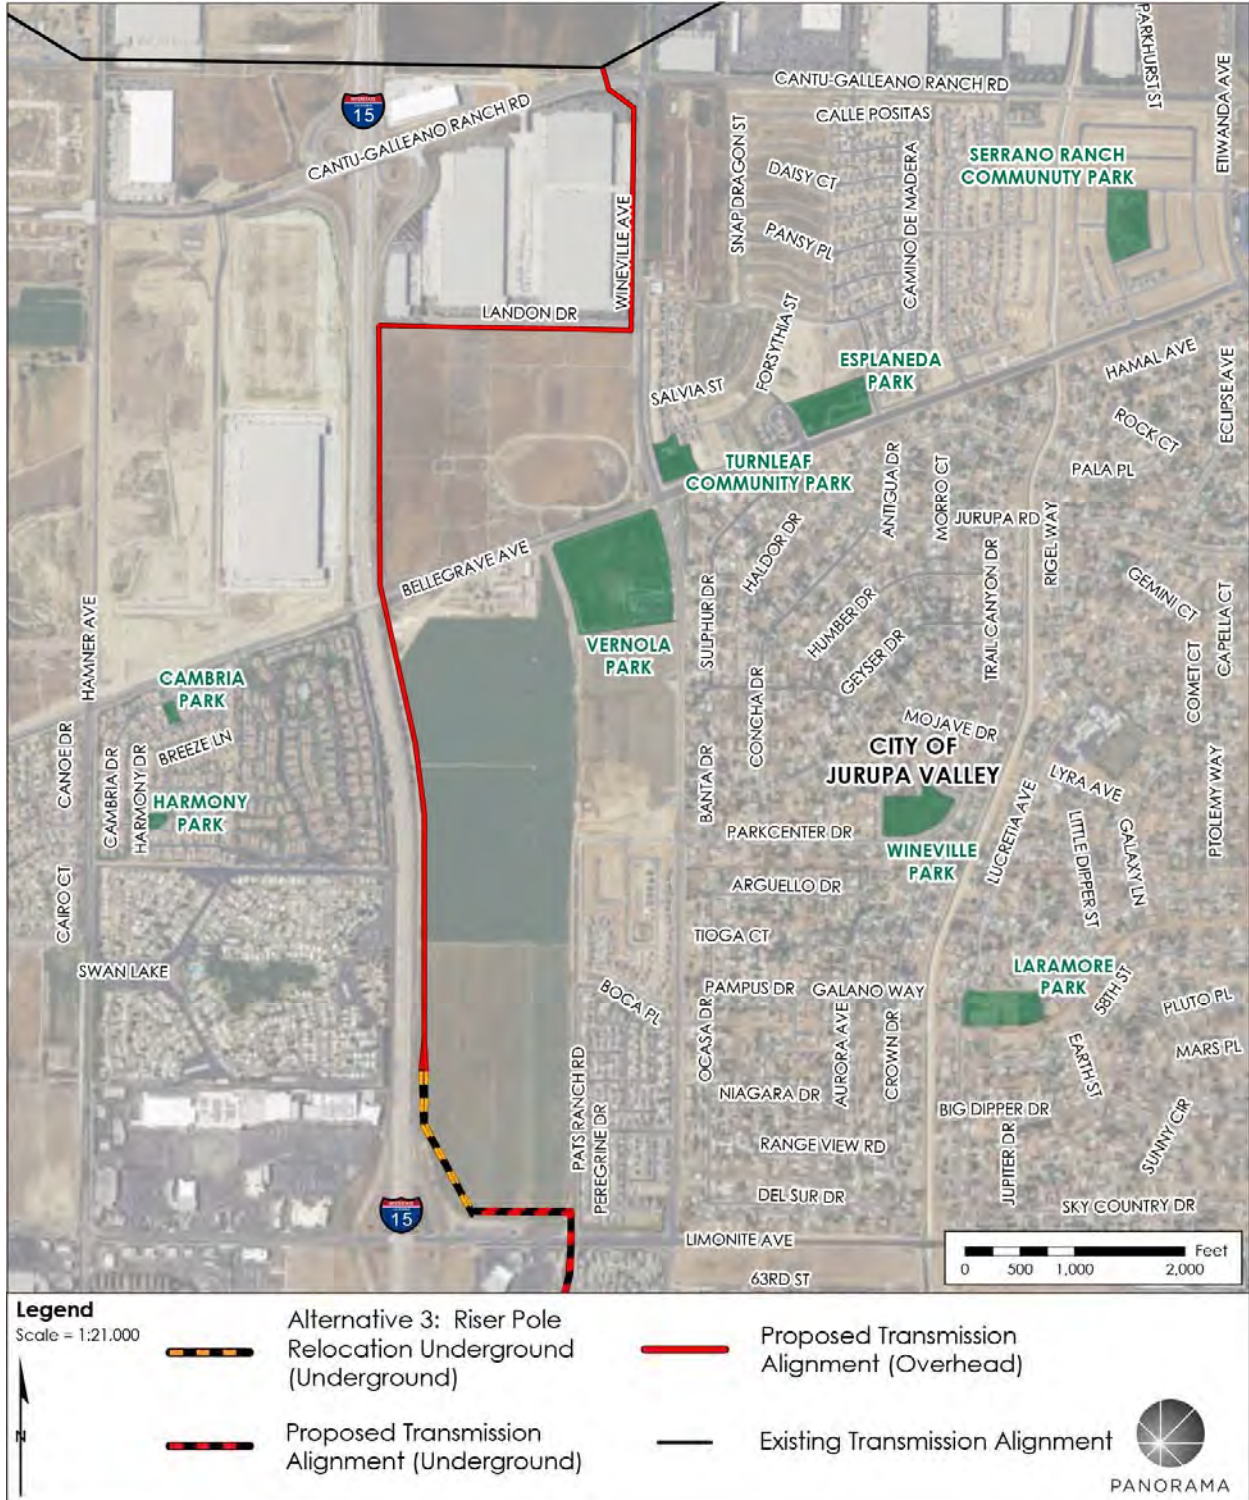 PARKHURST ST
ETIWANDA AVE
CANTU-GALLEANO RANCH RD
INTERSTATE
15
CALLE POSITAS
CANTU-GALLEANO RANCH RD
SERRANO RANCH
COMMUNUTY PARK
SNAP DRAGON ST
DAISY CT
CAMINO DE MADERA
PANSY PL
WINEVILLE AVE
LANDON DR
FORSYTHIA ST
ESPLANEDA
PARK
HAMAL AVE
ECLIPSE AVE
SALVIA ST
ROCK CT
TURNLEAF
COMMUNITY PARK
ANTIGUA DR
MORRO CT
PALA PL
JURUPA RD
RIGEL WAY
HALDOR DR
BELLEGRAVE AVE
TRAIL CANYON DR
GEMINI CT
CAPELLA CT
HAMNER AVE
SULPHUR DR
HUMBER DR
GEYSER DR
VERNOLA
PARK
COMET CT
CAMBRIA
PARK
CONCHA DR
MOJAVE DR
BREEZE LN
CANOE DR
CAMBRIA DR
HARMONY DR
CITY OF
JURUPA VALLEY
LYRA AVE
BANTA DR
HARMONY
PARK
PTOLEMY WAY
PARKCENTER DR
LUCRETIA AVE
LITTLE DIPPER ST
GALAXY LN
WINEVILLE
PARK
CAIRO CT
ARGUELLO DR
TIOGA CT
SWAN LAKE
LARAMORE
PARK
58TH ST
BOCA PL
PAMPUS DR
GALANO WAY
PLUTO PL
OCASA DR
AURORA AVE
CROWN DR
EARTH ST
MARS PL
PATS RANCH RD
PEREGRINE DR
NIAGARA DR
BIG DIPPER DR
SUNNY CIR
RANGE VIEW RD
JUPITER DR
DEL SUR DR
SKY COUNTRY DR
INTERSTATE
15
LIMONITE AVE
63RD ST
Feet
0 500 1,000 2,000
Legend
Scale = 1:21.000
N
Alternative 3: Riser Pole
Relocation Underground
(Underground)
Proposed Transmission
Alignment (Overhead)
Proposed Transmission
Alignment (Underground)
Existing Transmission Alignment
PANORAMA